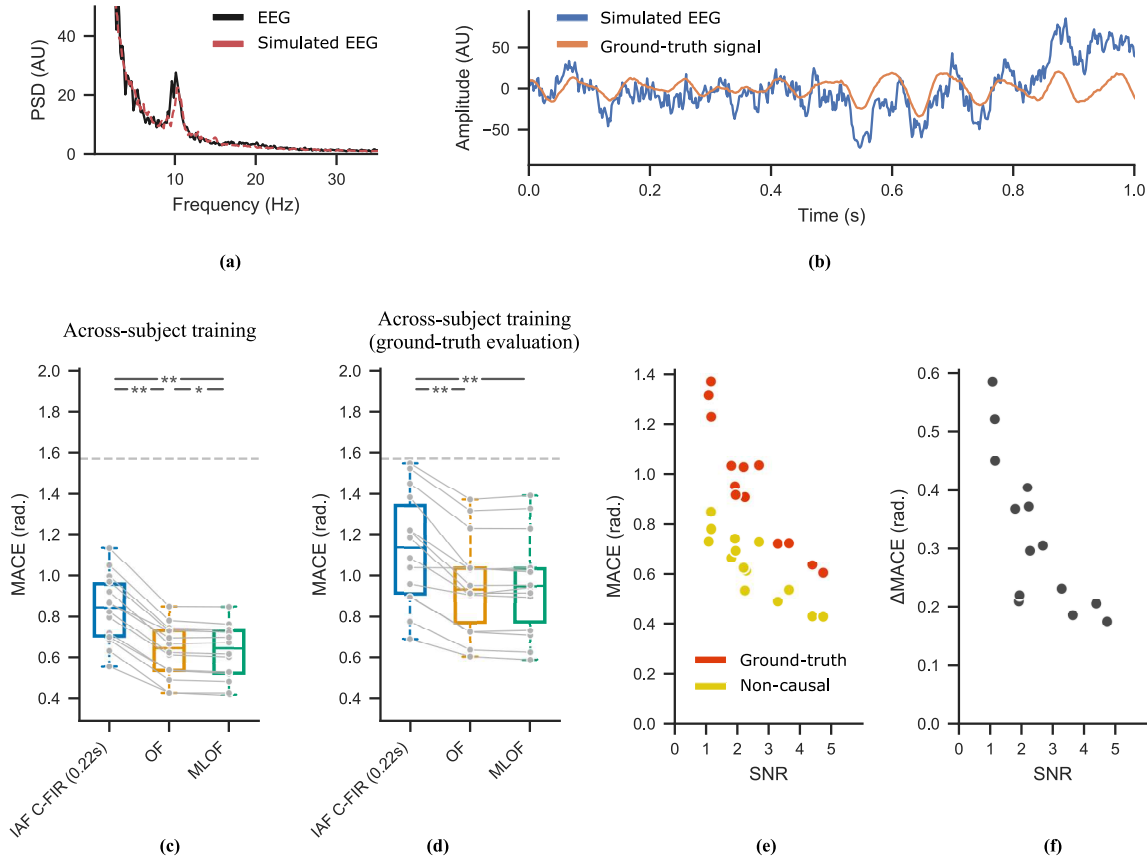 EEG
Simulated EEG
PSD (AU)
40
20
0
10
20
30
Frequency (Hz)
(a)
Simulated EEG
Ground-truth signal
Amplitude (AU)
50
0
−50
0.0
0.2
0.4
0.6
0.8
1.0
Time (s)
(b)
Across-subject training
MACE (rad.)
2.0
1.8
1.6
1.4
1.2
1.0
0.8
0.6
0.4
**
** *
IAF C-FIR (0.22s)
OF
MLOF
(c)
Across-subject training
(ground-truth evaluation)
MACE (rad.)
2.0
1.8
1.6
1.4
1.2
1.0
0.8
0.6
0.4
**
**
IAF C-FIR (0.22s)
OF
MLOF
(d)
MACE (rad.)
1.4
1.2
1.0
0.8
0.6
0.4
0.2
0.0
Ground-truth
Non-causal
0 1 2 3 4 5
SNR
(e)
ΔMACE (rad.)
0.6
0.5
0.4
0.3
0.2
0.1
0.0
0 1 2 3 4 5
SNR
(f)